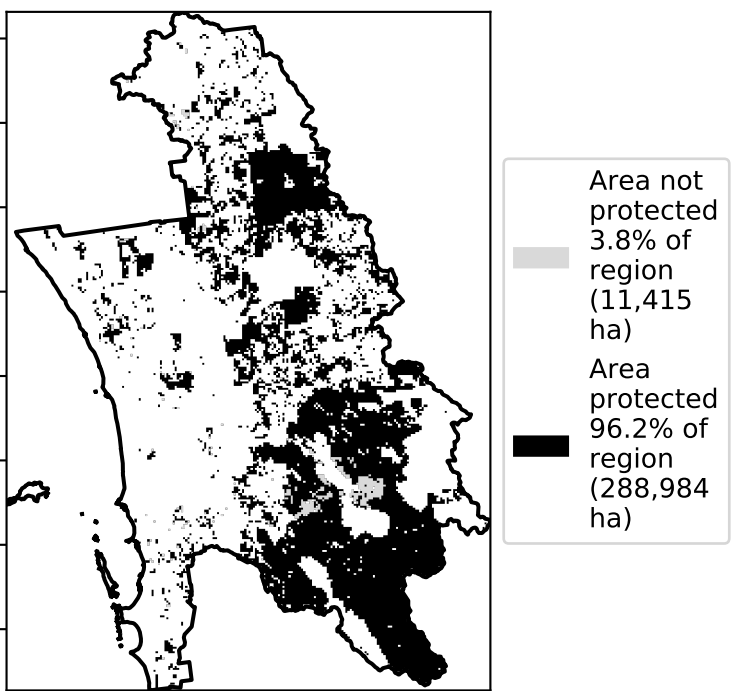 Area not
protected
3.8% of
region
(11,415
ha)
Area
protected
96.2% of
region
(288,984
ha)